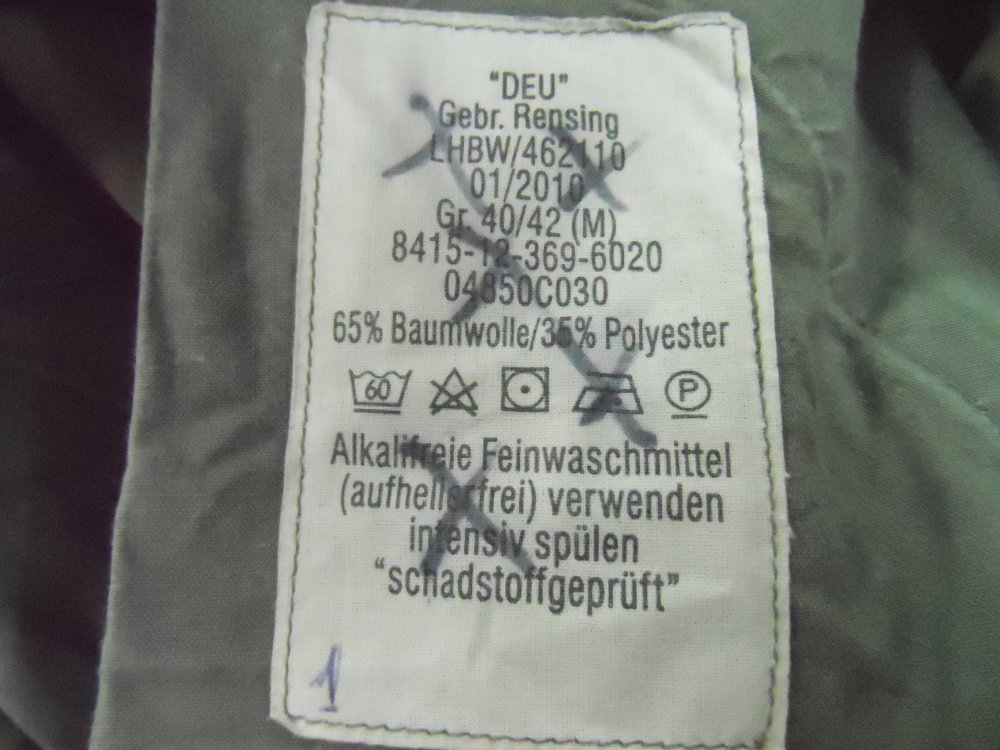 "DEU"
Gebr. Rensing
LHBW/462110
01/2010
Gr. 40/42 (M)
8415-12-369-6020
04850C030
65% Baumwolle/35% Polyester
60 P
Alkalifreie Feinwaschmittel
(aufhellerfrei) verwenden
intensiv spülen
"schadstoffgeprüft"
1